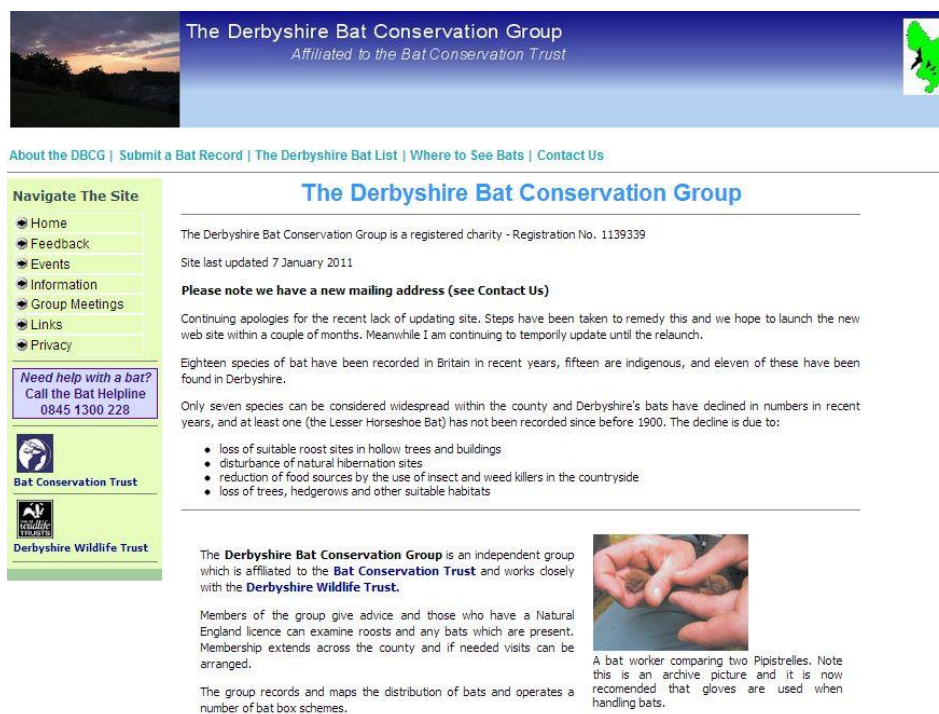 The Derbyshire Bat Conservation Group
Affiliated to the Bat Conservation Trust
About the DBCG | Submit a Bat Record | The Derbyshire Bat List | Where to See Bats | Contact Us
Navigate The Site
Home
Feedback
Events
Information
Group Meetings
Links
Privacy
Need help with a bat?
Call the Bat Helpline
0845 1300 228
Bat Conservation Trust
wildlife
TRUSTS
Derbyshire Wildlife Trust
The Derbyshire Bat Conservation Group
The Derbyshire Bat Conservation Group is a registered charity - Registration No. 1139339
Site last updated 7 January 2011
Please note we have a new mailing address (see Contact Us)
Continuing apologies for the recent lack of updating site. Steps have been taken to remedy this and we hope to launch the new
web site within a couple of months. Meanwhile I am continuing to temporily update until the relaunch.
Eighteen species of bat have been recorded in Britain in recent years, fifteen are indigenous, and eleven of these have been
found in Derbyshire.
Only seven species can be considered widespread within the county and Derbyshire's bats have declined in numbers in recent
years, and at least one (the Lesser Horseshoe Bat) has not been recorded since before 1900. The decline is due to:
• loss of suitable roost sites in hollow trees and buildings
• disturbance of natural hibernation sites
• reduction of food sources by the use of insect and weed killers in the countryside
• loss of trees, hedgerows and other suitable habitats
The Derbyshire Bat Conservation Group is an independent group
which is affiliated to the Bat Conservation Trust and works closely
with the Derbyshire Wildlife Trust.
Members of the group give advice and those who have a Natural
England licence can examine roosts and any bats which are present.
Membership extends across the county and if needed visits can be
arranged.
The group records and maps the distribution of bats and operates a
number of bat box schemes.
A bat worker comparing two Pipistrelles. Note
this is an archive picture and it is now
recomended that gloves are used when
handling bats.